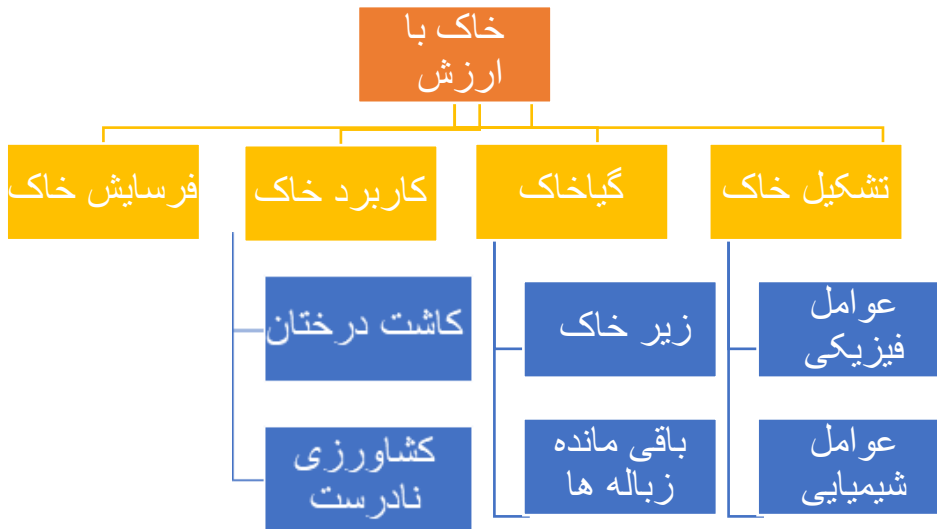 خاک با
ارزش
تشکیل خاک
گیاخاک
کاربرد خاک
فرسایش خاک
عوامل
فیزیکی
عوامل
شیمیایی
زیر خاک
باقی مانده
زباله ها
کاشت درختان
کشاورزی
نادرست